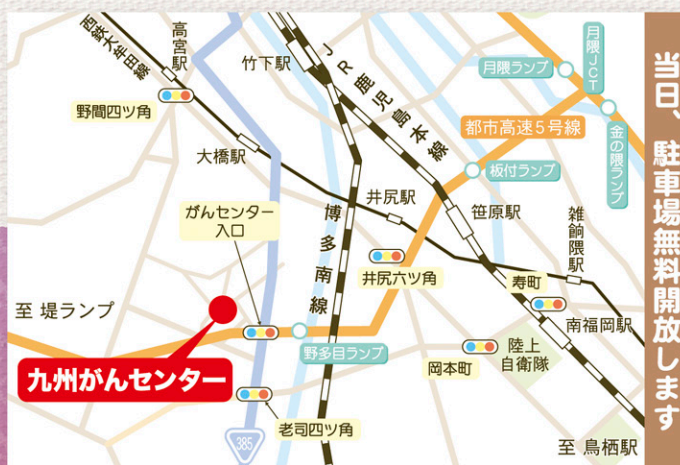 西鉄大牟田線
高宮駅
竹下駅
JR鹿児島本線
月隈ランプ
月隈JCT
野間四ツ角
都市高速5号線
金の隈ランプ
大橋駅
板付ランプ
井尻駅
がんセンター
入口
博多南線
笹原駅
雑餉隈駅
井尻六ツ角
寿町
至 堤ランプ
南福岡駅
野多目ランプ
岡本町
陸上
自衛隊
九州がんセンター
老司四ツ角
385
至 鳥栖駅
当日、駐車場無料開放します